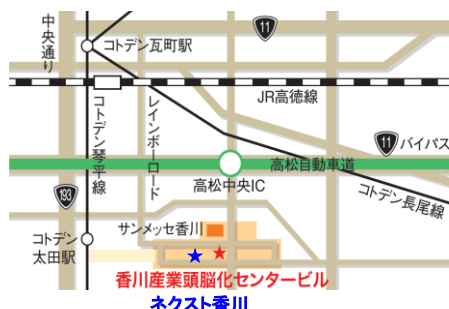 中央通り
11
コトデン瓦町駅
JR高徳線
コトデン琴平線
レインボーロード
11
バイパス
高松自動車道
高松中央IC
193
コトデン長尾線
サンメッセ香川
コトデン
太田駅
香川産業頭脳化センタービル
ネクスト香川